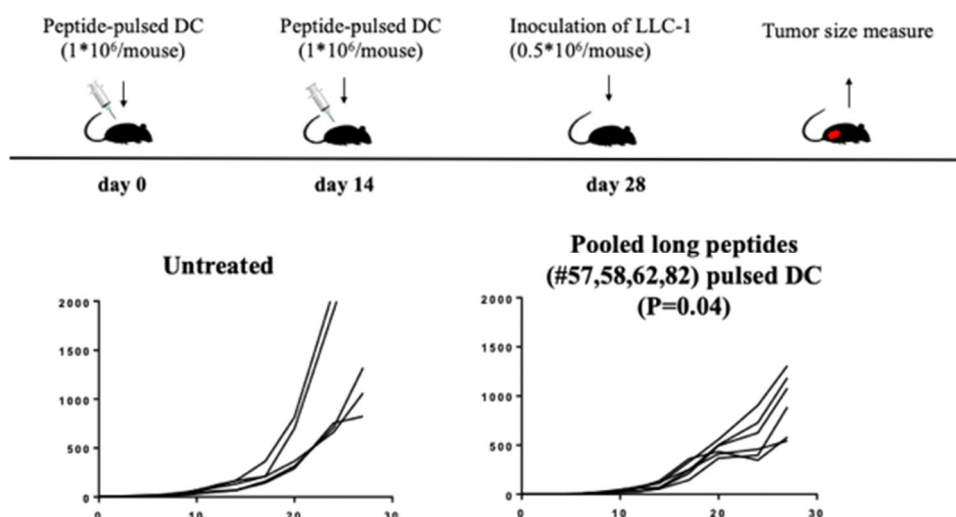 Peptide-pulsed DC
(1*10⁶/mouse)
Peptide-pulsed DC
(1*10⁶/mouse)
Inoculation of LLC-1
(0.5*10⁶/mouse)
Tumor size measure
day 0
day 14
day 28
Untreated
2000
1500
1000
500
0
0
10
20
30
Pooled long peptides
(#57,58,62,82) pulsed DC
(P=0.04)
2000
1500
1000
500
0
0
10
20
30